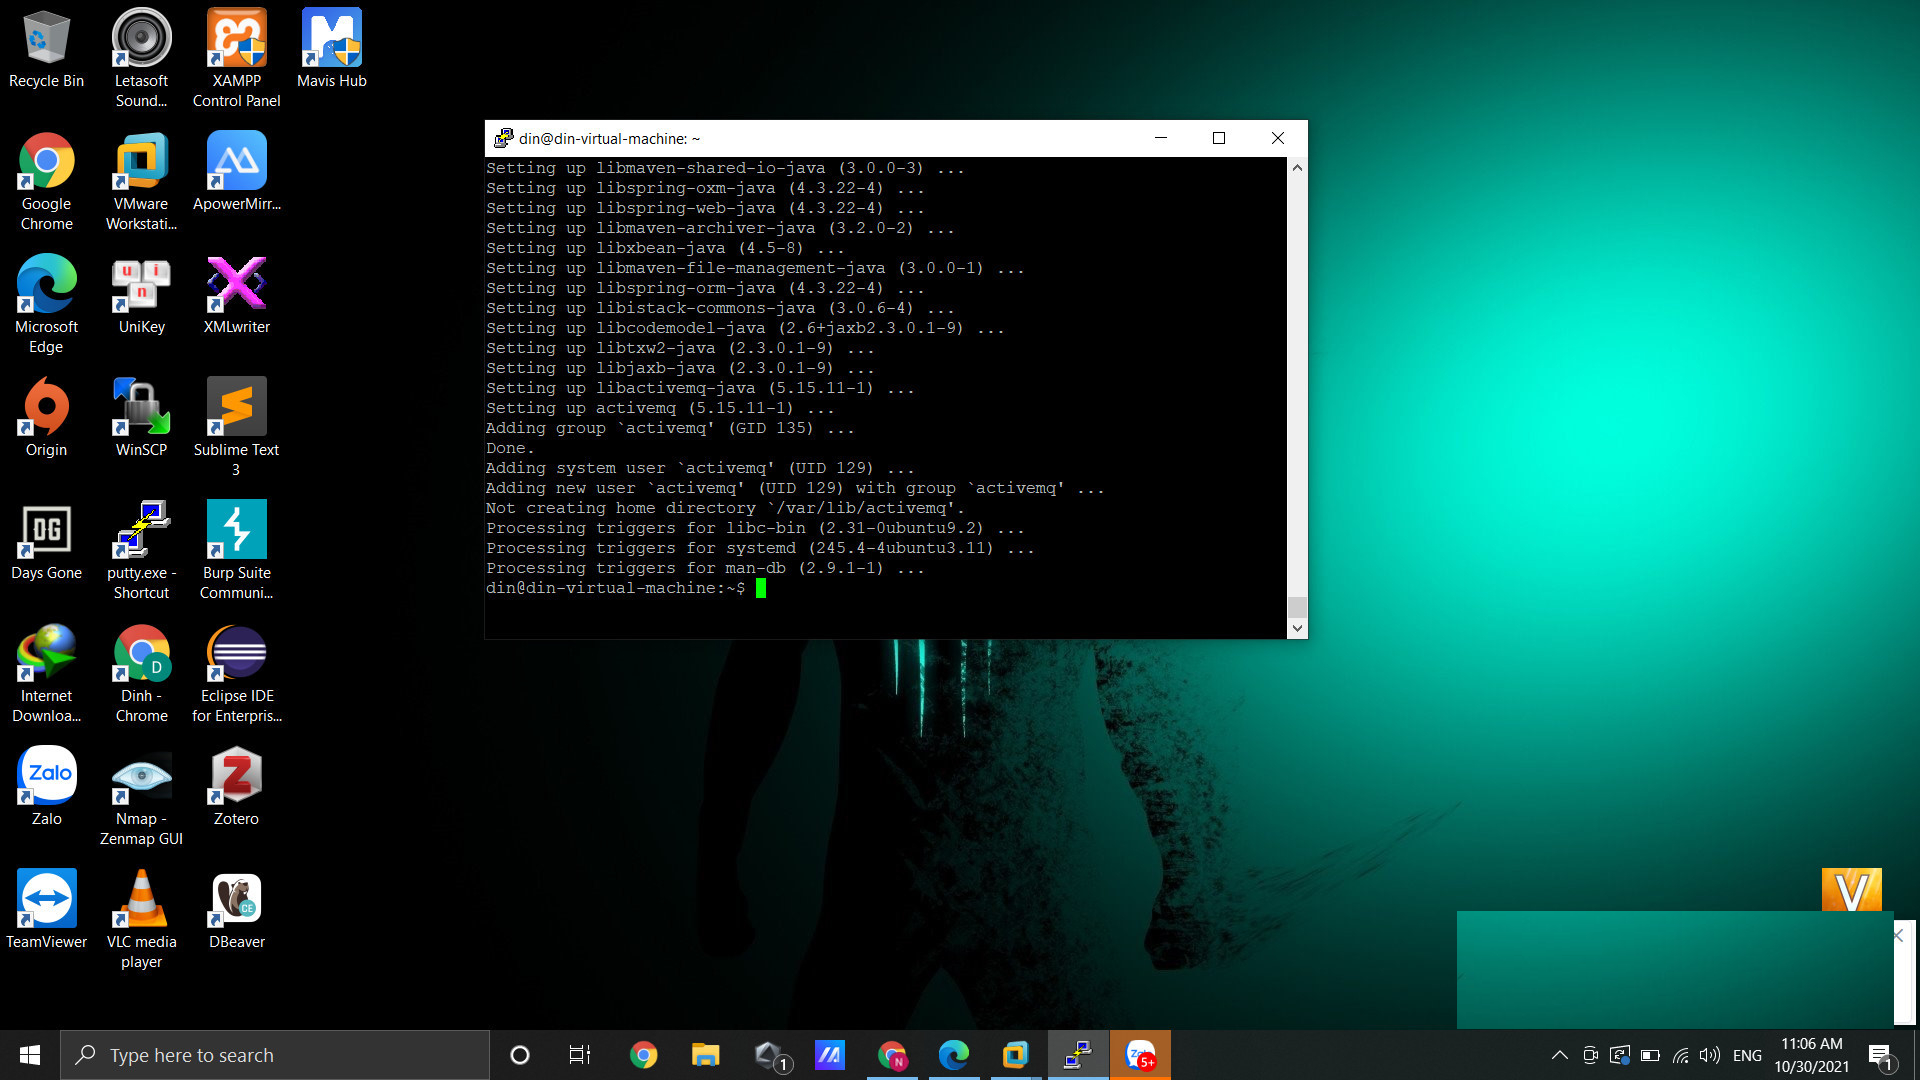 Recycle Bin
Letasoft
Sound...
XAMPP
Control Panel
Mavis Hub
Google
Chrome
VMware
Workstati...
ApowerMirr...
Microsoft
Edge
u i n
UniKey
XMLwriter
Origin
WinSCP
Sublime Text
3
DG
Days Gone
putty.exe -
Shortcut
Burp Suite
Communi...
Internet
Downloa...
D
Dinh -
Chrome
Eclipse IDE
for Enterpris...
Zalo
Zalo
Nmap -
Zenmap GUI
Z
Zotero
TeamViewer
VLC media
player
CE
DBeaver
din@din-virtual-machine: ~
Setting up libmaven-shared-io-java (3.0.0-3) ...
Setting up libspring-oxm-java (4.3.22-4) ...
Setting up libspring-web-java (4.3.22-4) ...
Setting up libmaven-archiver-java (3.2.0-2) ...
Setting up libxbean-java (4.5-8) ...
Setting up libmaven-file-management-java (3.0.0-1) ...
Setting up libspring-orm-java (4.3.22-4) ...
Setting up libistack-commons-java (3.0.6-4) ...
Setting up libcodemodel-java (2.6+jaxb2.3.0.1-9) ...
Setting up libtxw2-java (2.3.0.1-9) ...
Setting up libjaxb-java (2.3.0.1-9) ...
Setting up libactivemq-java (5.15.11-1) ...
Setting up activemq (5.15.11-1) ...
Adding group `activemq' (GID 135) ...
Done.
Adding system user `activemq' (UID 129) ...
Adding new user `activemq' (UID 129) with group `activemq' ...
Not creating home directory `/var/lib/activemq'.
Processing triggers for libc-bin (2.31-0ubuntu9.2) ...
Processing triggers for systemd (245.4-4ubuntu3.11) ...
Processing triggers for man-db (2.9.1-1) ...
din@din-virtual-machine:~$
V
Type here to search
1
N
5+
ENG
11:06 AM
10/30/2021
1